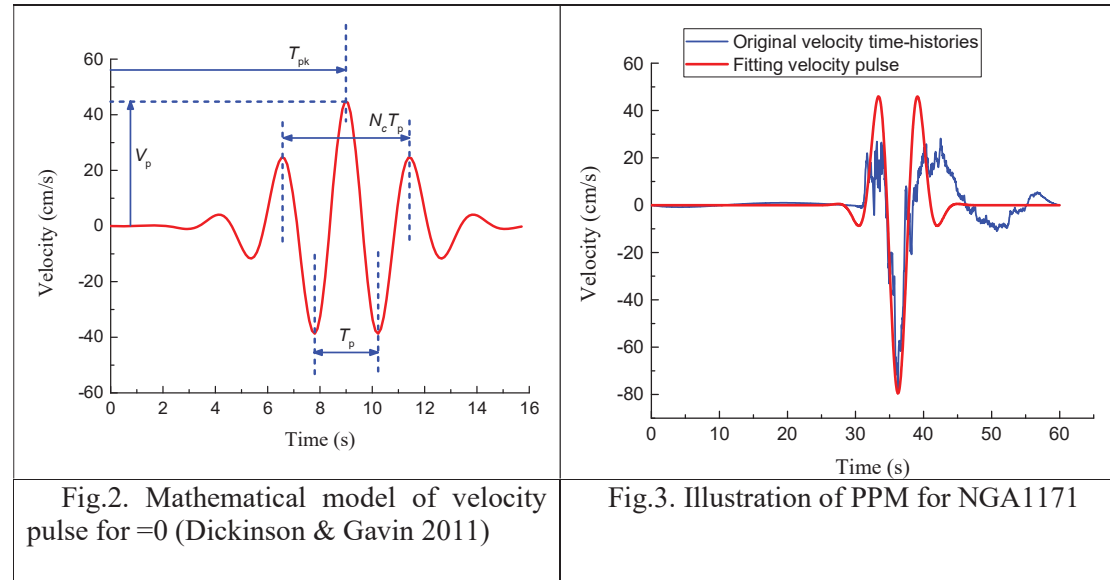 60
40
20
0
-20
-40
-60
0 2 4 6 8 10 12 14 16
Velocity (cm/s)
Time (s)
T_pk
N_cT_p
V_p
T_p
Original velocity time-histories
Fitting velocity pulse
60
40
20
0
-20
-40
-60
-80
0 10 20 30 40 50 60
Velocity (cm/s)
Time (s)
Fig.2. Mathematical model of velocity
pulse for =0 (Dickinson & Gavin 2011)
Fig.3. Illustration of PPM for NGA1171